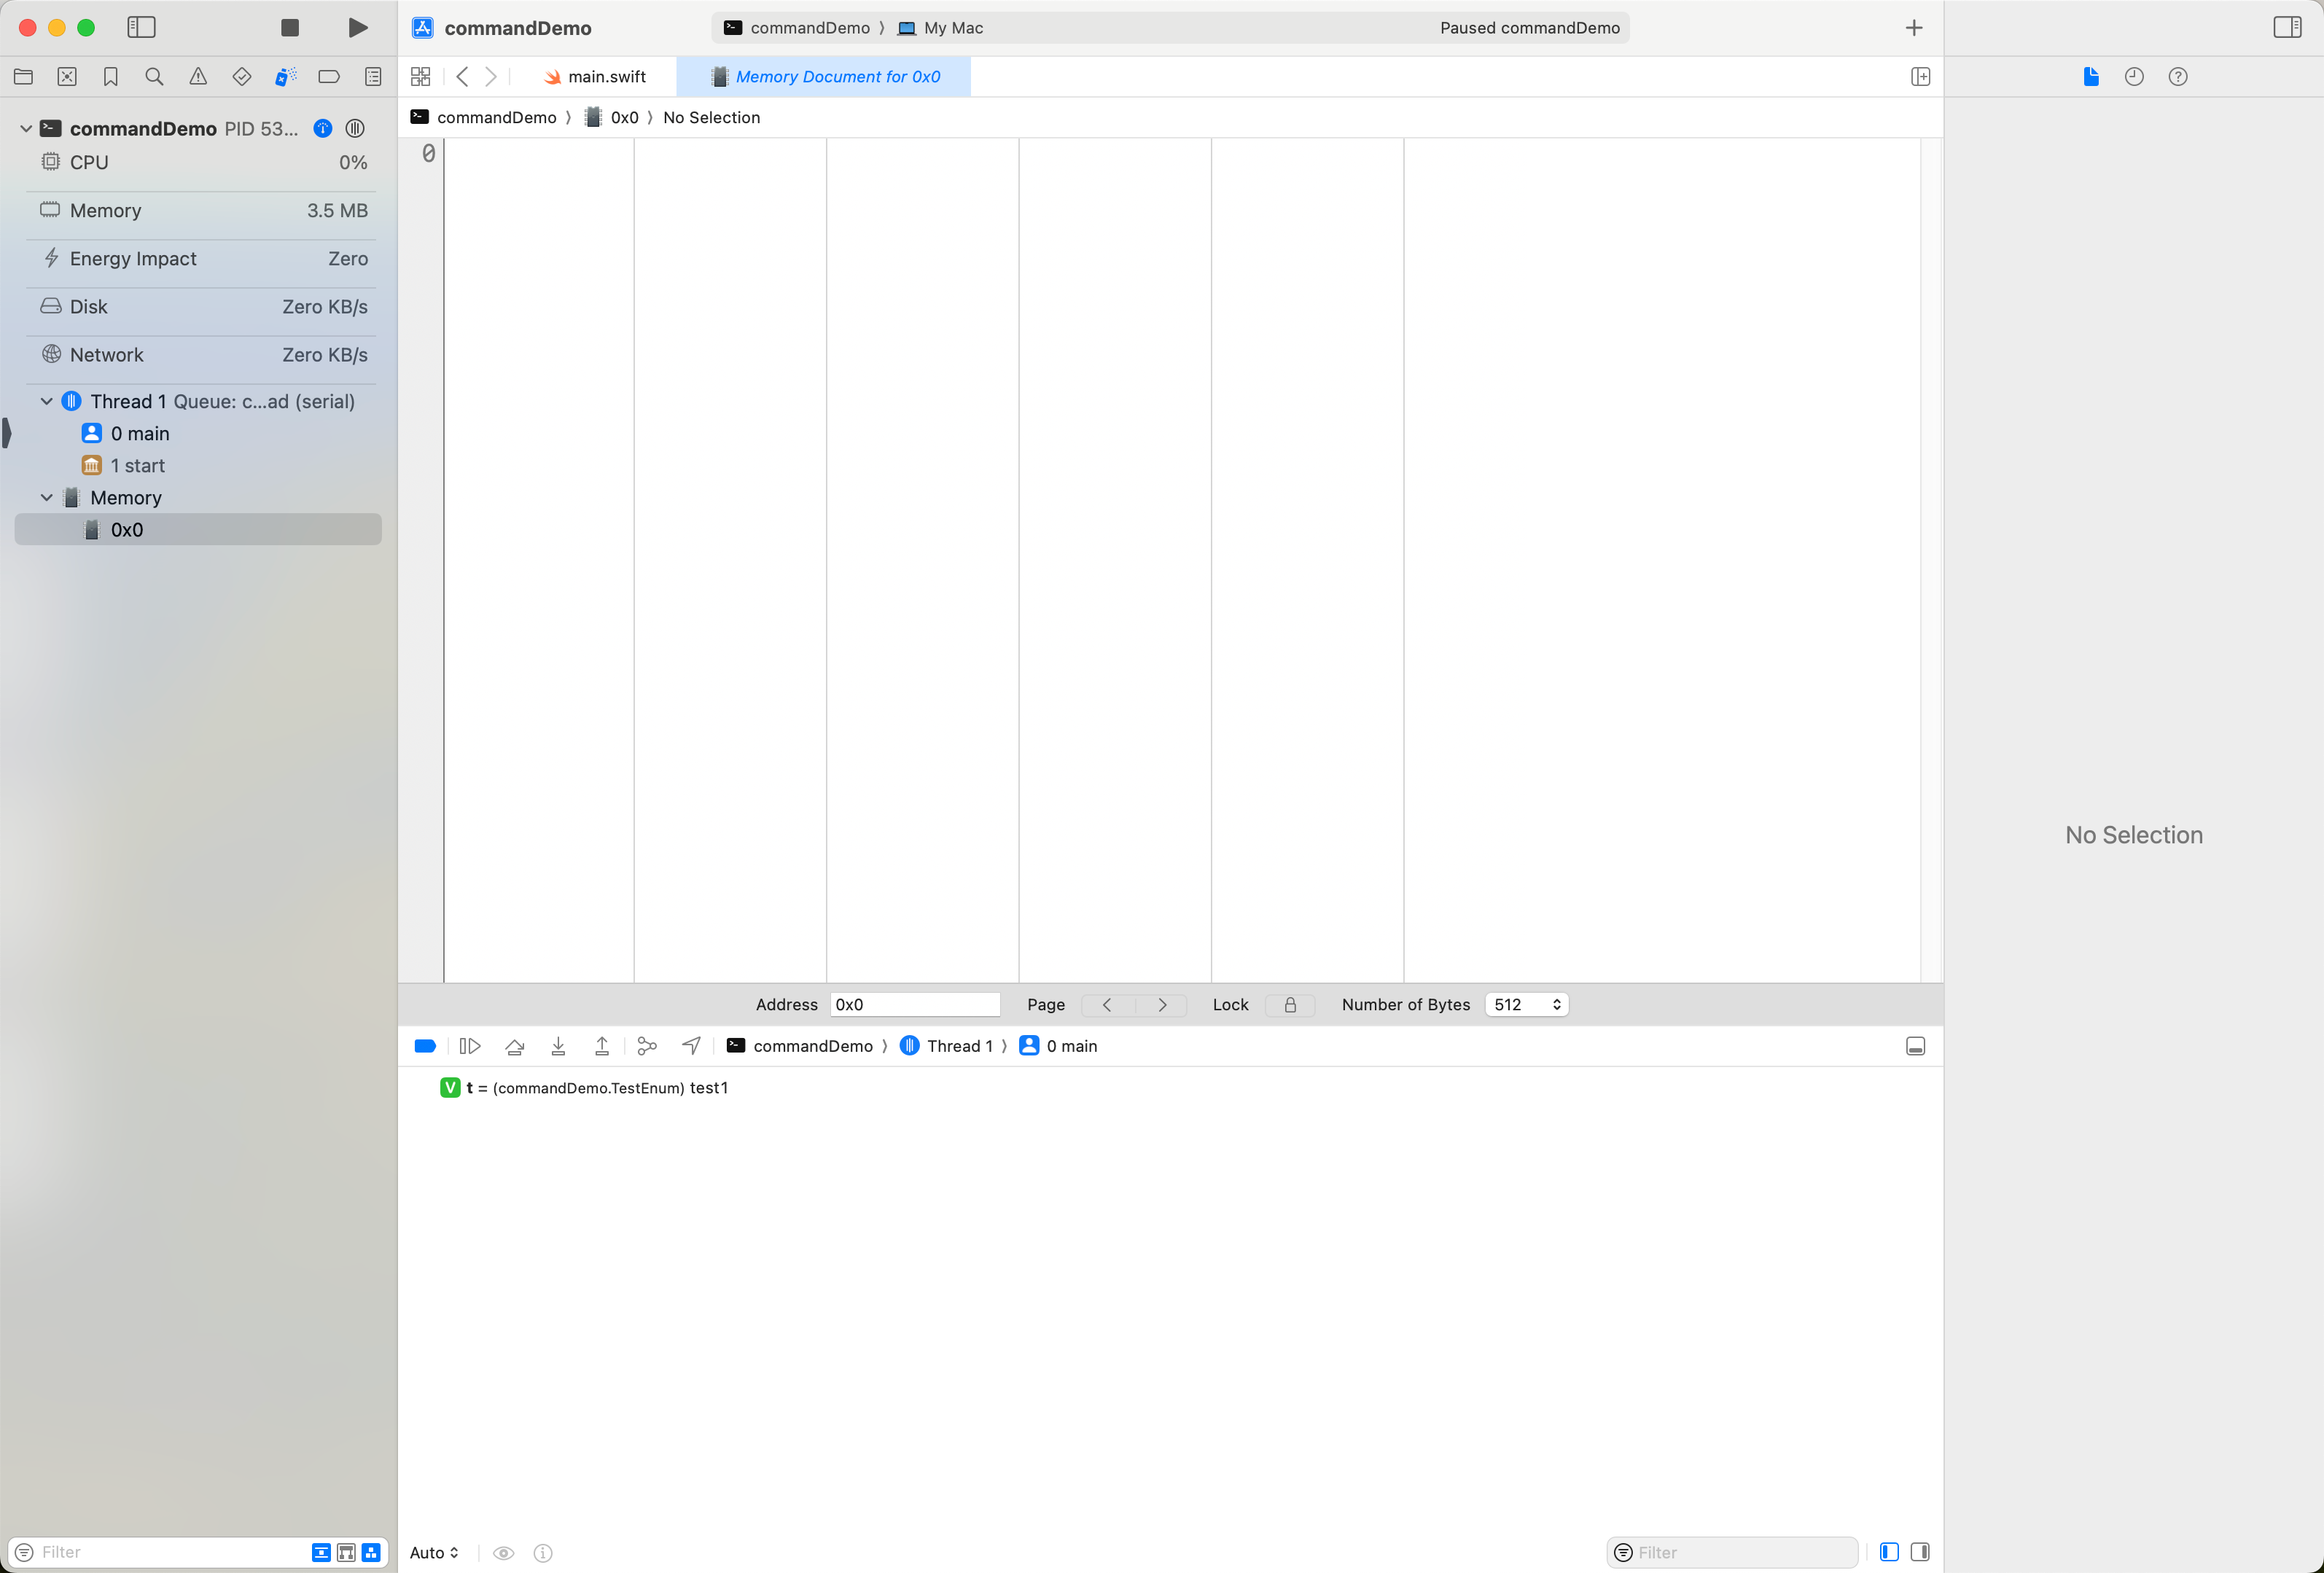 commandDemo
commandDemo 〉 My Mac
Paused commandDemo
main.swift
Memory Document for 0x0
commandDemo 〉 0x0 〉 No Selection
commandDemo PID 53...
CPU 0%
Memory 3.5 MB
Energy Impact Zero
Disk Zero KB/s
Network Zero KB/s
Thread 1 Queue: c...ad (serial)
0 main
1 start
Memory
0x0
Filter
0
Address 0x0 Page Lock Number of Bytes 512
commandDemo 〉 Thread 1 〉 0 main
V t = (commandDemo.TestEnum) test1
Auto
Filter
No Selection